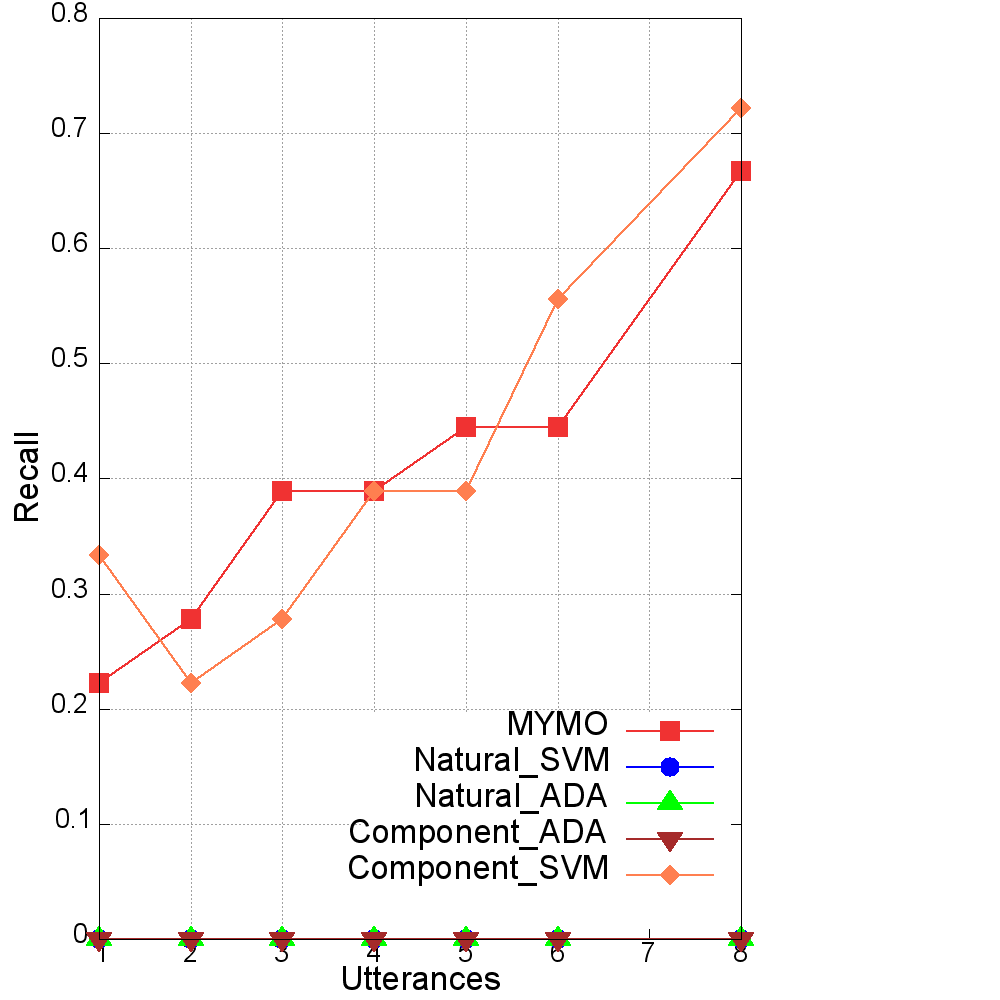 0.8
0.7
0.6
0.5
0.4
0.3
0.2
0.1
0
Recall
MYMO
Natural_SVM
Natural_ADA
Component_ADA
Component_SVM
1 2 3 4 5 6 7 8
Utterances